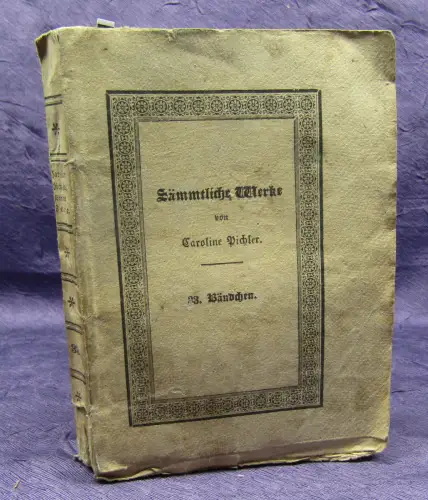 Sämmtliche Werke
von
Caroline Pichler.
23. Bändchen.